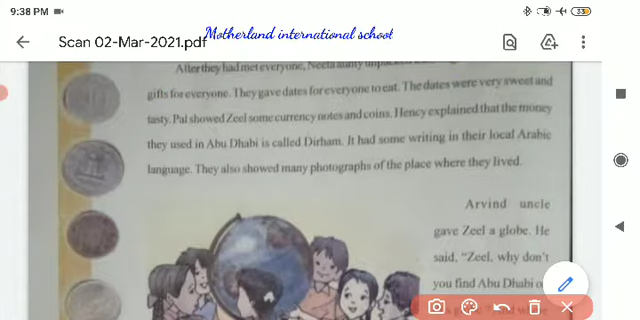 9:38 PM
33
Scan 02-Mar-2021.pdf
Motherland international school
After they had met everyone, Neeta aunty
gifts for everyone. They gave dates for everyone to eat. The dates were very sweet and
tasty. Pal showed Zeel some currency notes and coins. Hency explained that the money
they used in Abu Dhabi is called Dirham. It had some writing in their local Arabic
language. They also showed many photographs of the place where they lived.
Arvind uncle
gave Zeel a globe. He
said, “Zeel, why don’t
you find Abu Dhabi